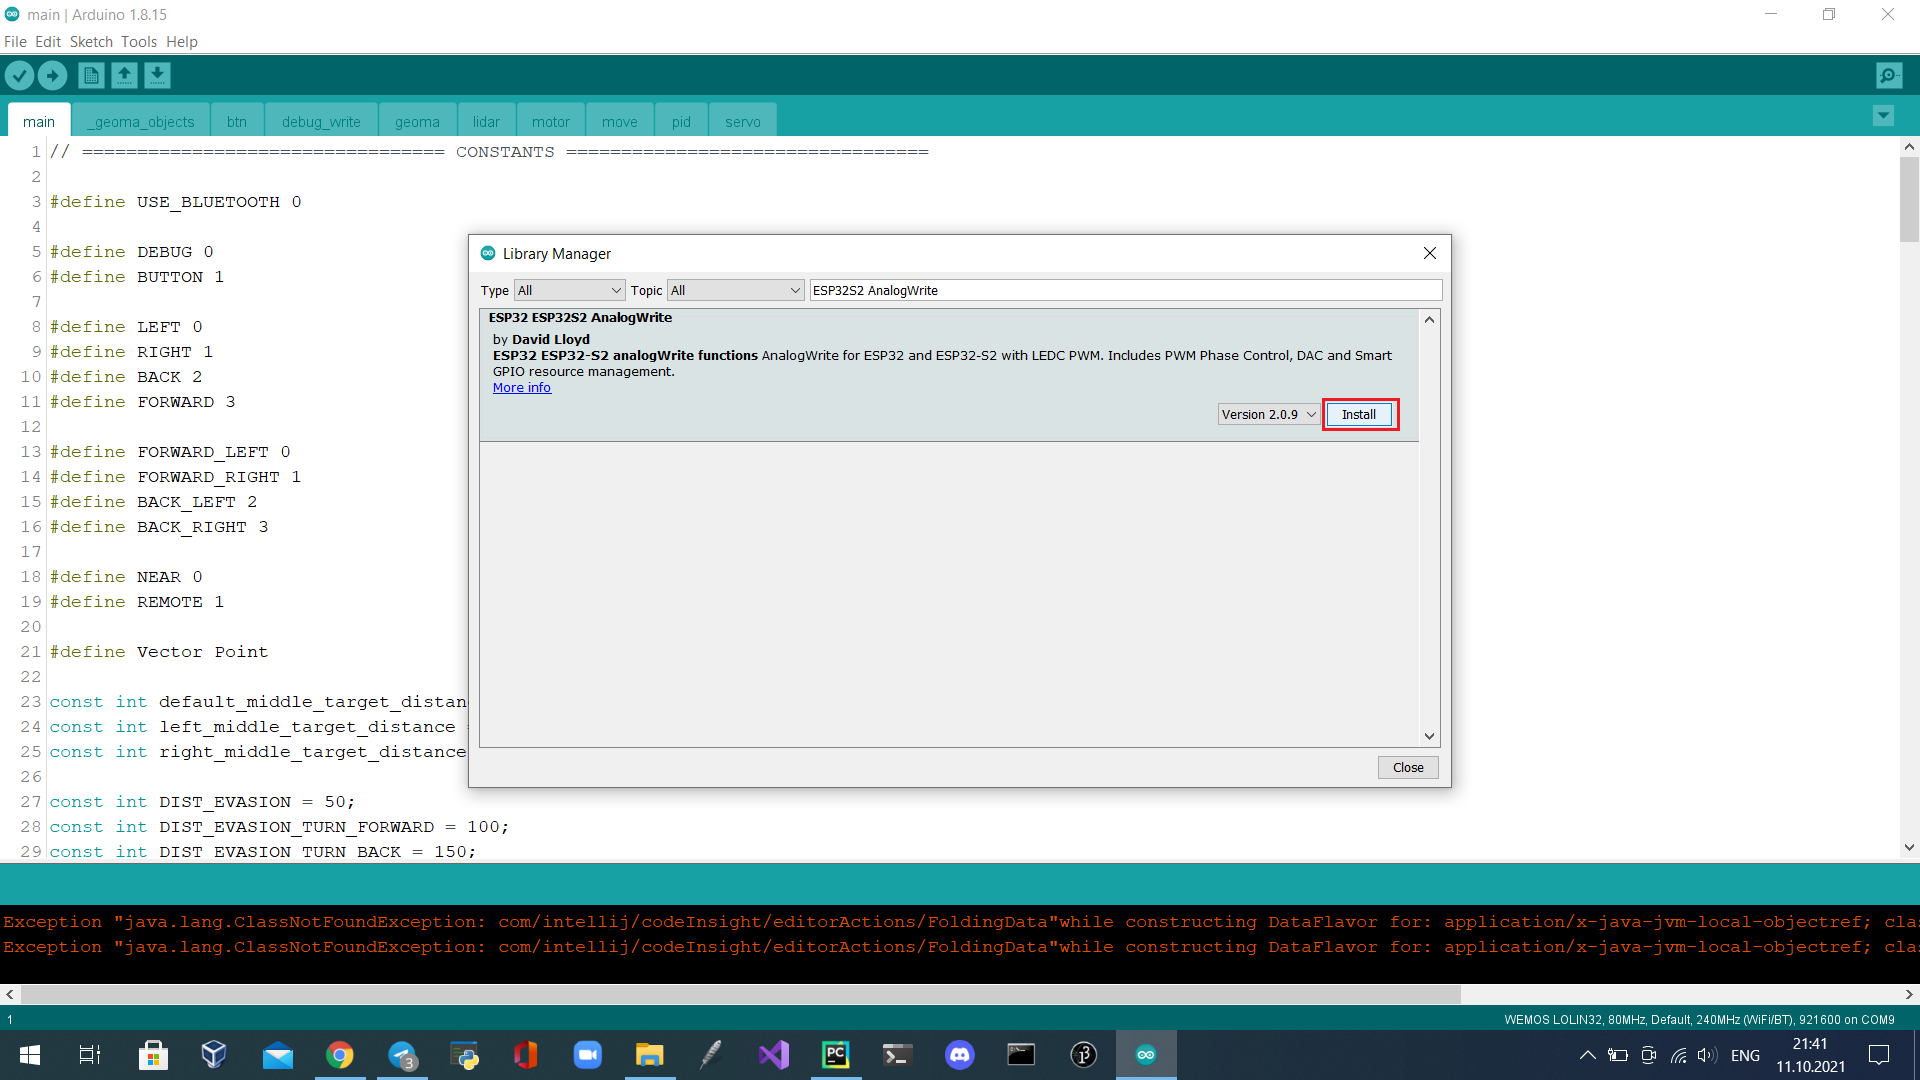 main | Arduino 1.8.15
File Edit Sketch Tools Help
main _geoma_objects btn debug_write geoma lidar motor move pid servo
1 // ================================= CONSTANTS =================================
2
3 #define USE_BLUETOOTH 0
4
5 #define DEBUG 0
6 #define BUTTON 1
7
8 #define LEFT 0
9 #define RIGHT 1
10 #define BACK 2
11 #define FORWARD 3
12
13 #define FORWARD_LEFT 0
14 #define FORWARD_RIGHT 1
15 #define BACK_LEFT 2
16 #define BACK_RIGHT 3
17
18 #define NEAR 0
19 #define REMOTE 1
20
21 #define Vector Point
22
23 const int default_middle_target_distan
24 const int left_middle_target_distance
25 const int right_middle_target_distance
26
27 const int DIST_EVASION = 50;
28 const int DIST_EVASION_TURN_FORWARD = 100;
29 const int DIST_EVASION_TURN_BACK = 150;
Library Manager
Type All Topic All ESP32S2 AnalogWrite
ESP32 ESP32S2 AnalogWrite
by David Lloyd
ESP32 ESP32-S2 analogWrite functions AnalogWrite for ESP32 and ESP32-S2 with LEDC PWM. Includes PWM Phase Control, DAC and Smart
GPIO resource management.
More info
Version 2.0.9 Install
Close
Exception "java.lang.ClassNotFoundException: com/intellij/codeInsight/editorActions/FoldingData"while constructing DataFlavor for: application/x-java-jvm-local-objectref; cla
Exception "java.lang.ClassNotFoundException: com/intellij/codeInsight/editorActions/FoldingData"while constructing DataFlavor for: application/x-java-jvm-local-objectref; cla
1 WEMOS LOLIN32, 80MHz, Default, 240MHz (WiFi/BT), 921600 on COM9
3 PC ENG 21:41
11.10.2021